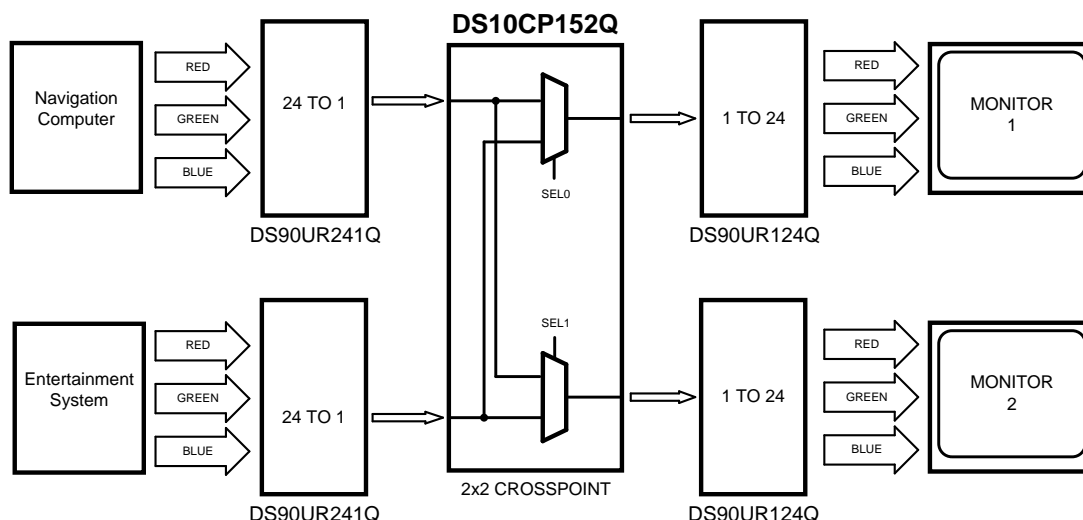 DS10CP152Q
Navigation
Computer
RED
GREEN
BLUE
24 TO 1
DS90UR241Q
SEL0
1 TO 24
DS90UR124Q
RED
GREEN
BLUE
MONITOR
1
Entertainment
System
RED
GREEN
BLUE
24 TO 1
DS90UR241Q
SEL1
2x2 CROSSPOINT
1 TO 24
DS90UR124Q
RED
GREEN
BLUE
MONITOR
2